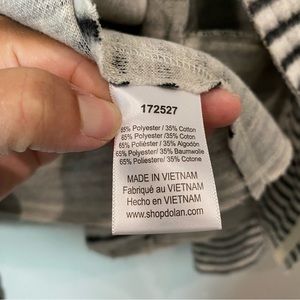 172527
65% Polyester / 35% Cotton
65% Polyester / 35% Coton
65% Poliéster / 35% Algodón
65% Polyester / 35% Baumwolle
65% Poliestere / 35% Cotone
MADE IN VIETNAM
Fabriqué au VIETNAM
Hecho en VIETNAM
www.shopdolan.com